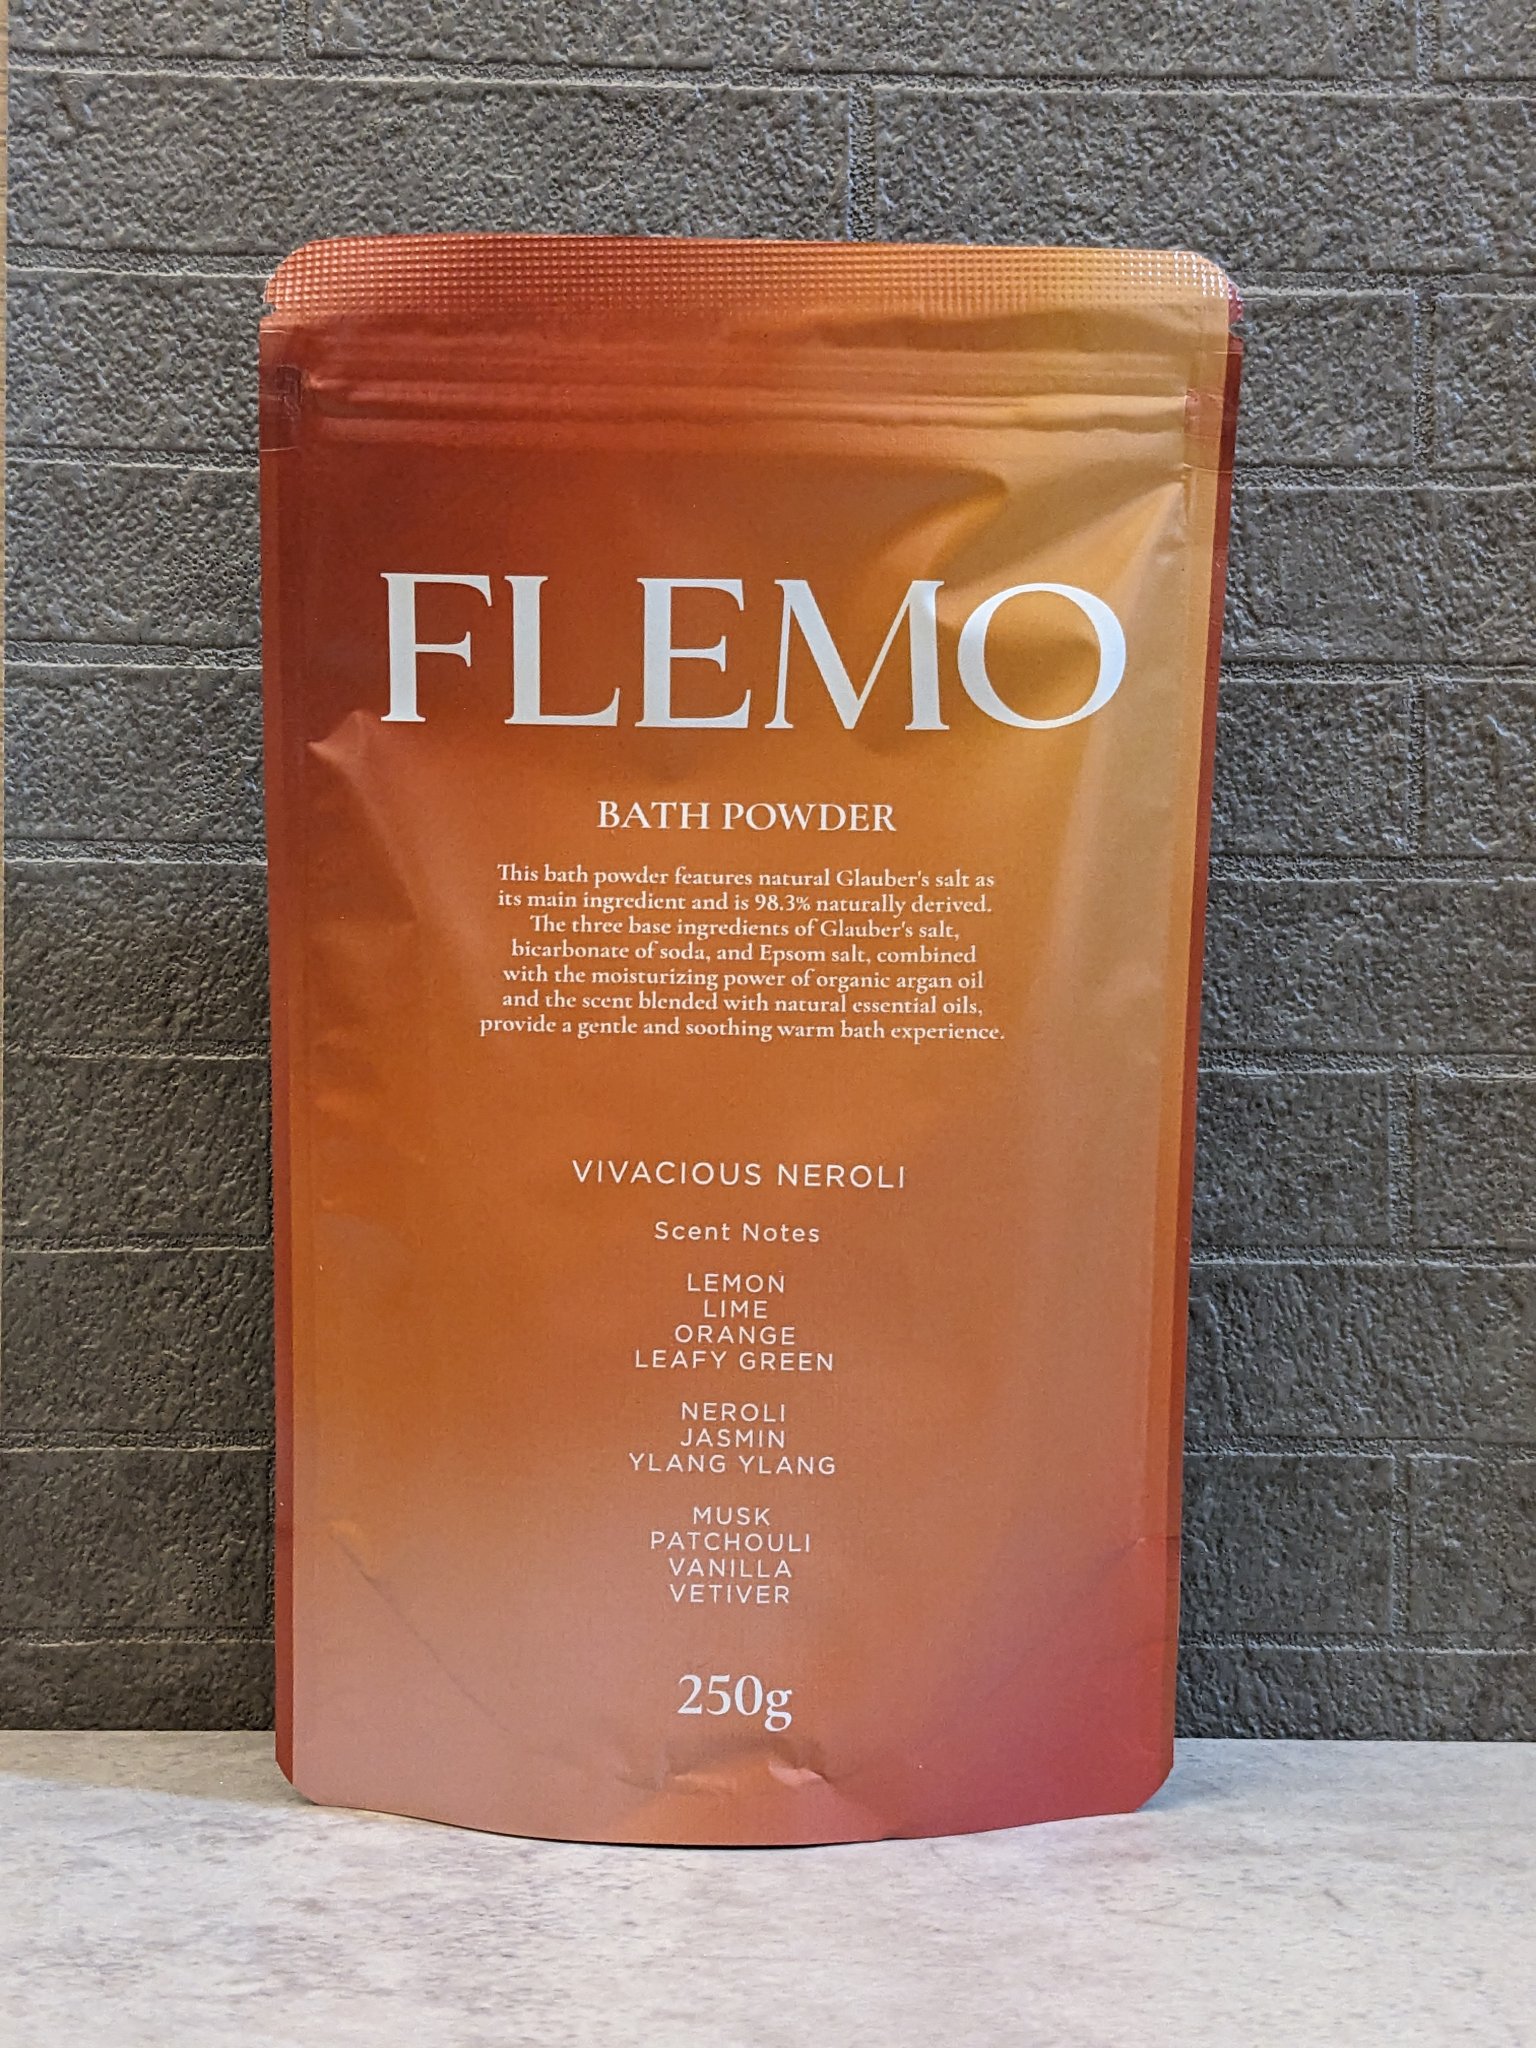 FLEMO
BATH POWDER
This bath powder features natural Glauber's salt as
its main ingredient and is 98.3% naturally derived.
The three base ingredients of Glauber's salt,
bicarbonate of soda, and Epsom salt, combined
with the moisturizing power of organic argan oil
and the scent blended with natural essential oils,
provide a gentle and soothing warm bath experience.
VIVACIOUS NEROLI
Scent Notes
LEMON
LIME
ORANGE
LEAFY GREEN
NEROLI
JASMIN
YLANG YLANG
MUSK
PATCHOULI
VANILLA
VETIVER
250g